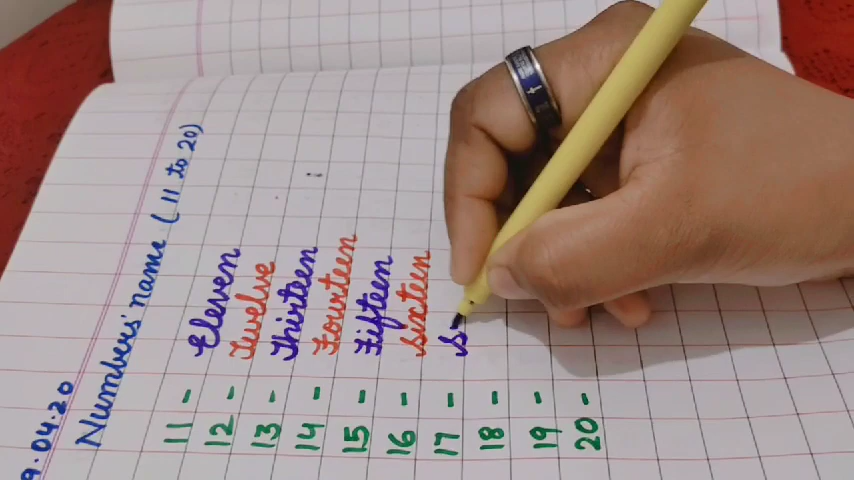 9.04.20
Numbers' name (11 to 20)
11 - Eleven
12 - Twelve
13 - Thirteen
14 - Fourteen
15 - Fifteen
16 - Sixteen
17 - S
18 -
19 -
20 -